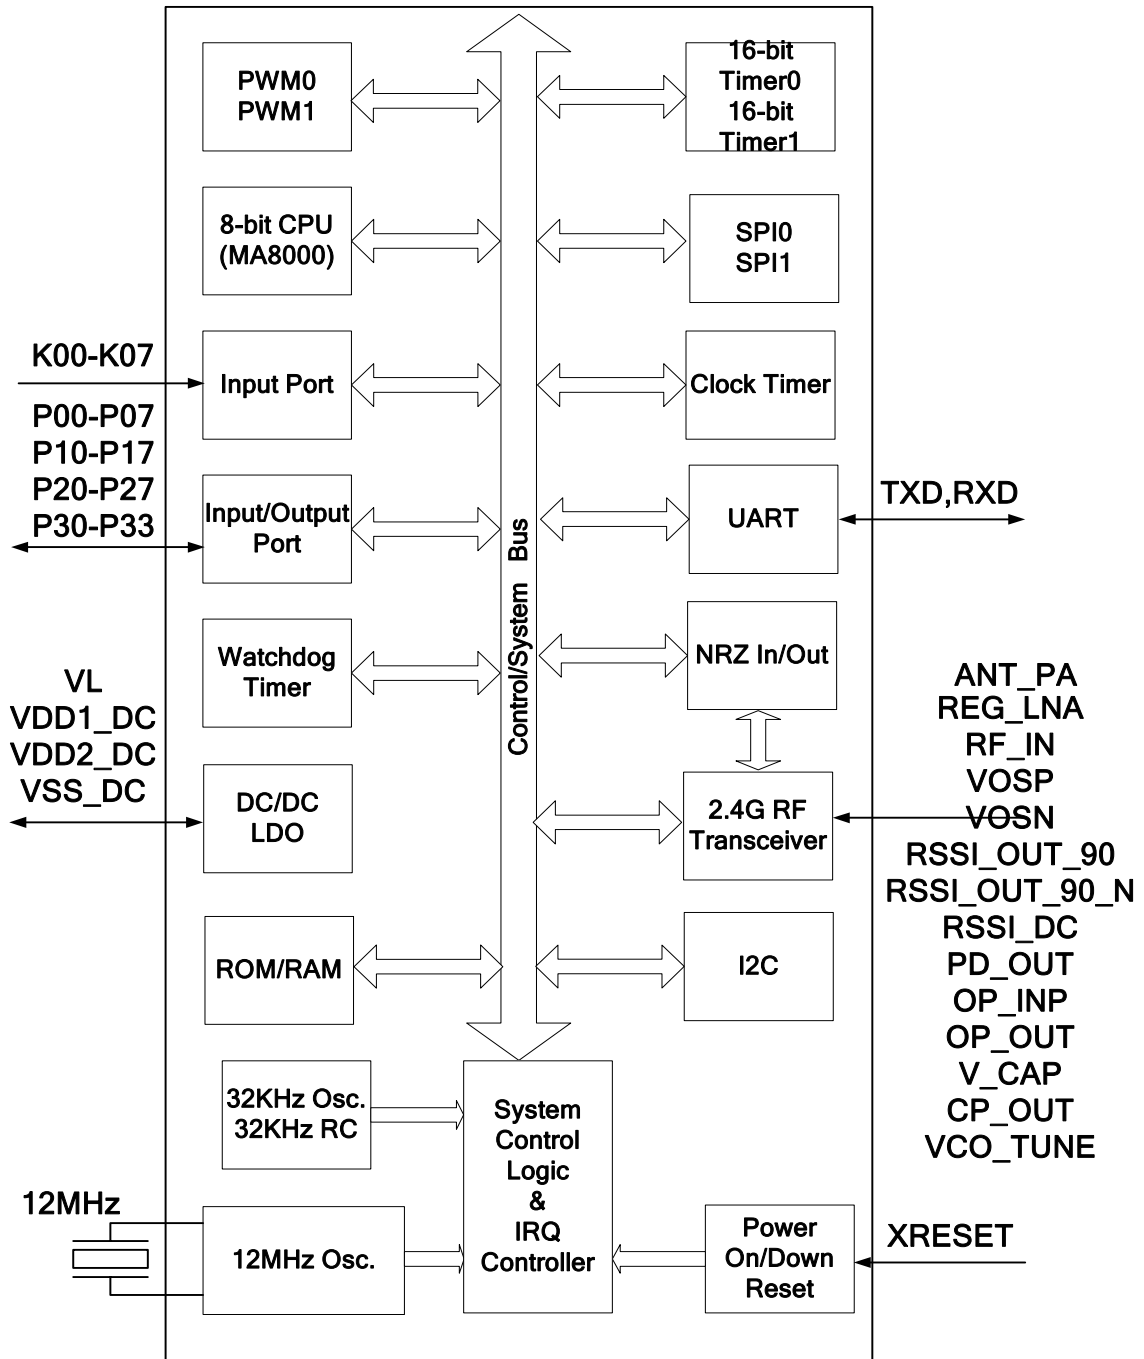 PWM0
PWM1
16-bit
Timer0
16-bit
Timer1
8-bit CPU
(MA8000)
SPI0
SPI1
K00-K07
Input Port
Clock Timer
P00-P07
P10-P17
P20-P27
P30-P33
Input/Output
Port
Control/System Bus
UART
TXD,RXD
Watchdog
Timer
NRZ In/Out
VL
VDD1_DC
VDD2_DC
VSS_DC
DC/DC
LDO
2.4G RF
Transceiver
ANT_PA
REG_LNA
RF_IN
VOSP
VOSN
RSSI_OUT_90
RSSI_OUT_90_N
RSSI_DC
PD_OUT
OP_INP
OP_OUT
V_CAP
CP_OUT
VCO_TUNE
ROM/RAM
I2C
32KHz Osc.
32KHz RC
System
Control
Logic
&
IRQ
Controller
12MHz
12MHz Osc.
Power
On/Down
Reset
XRESET